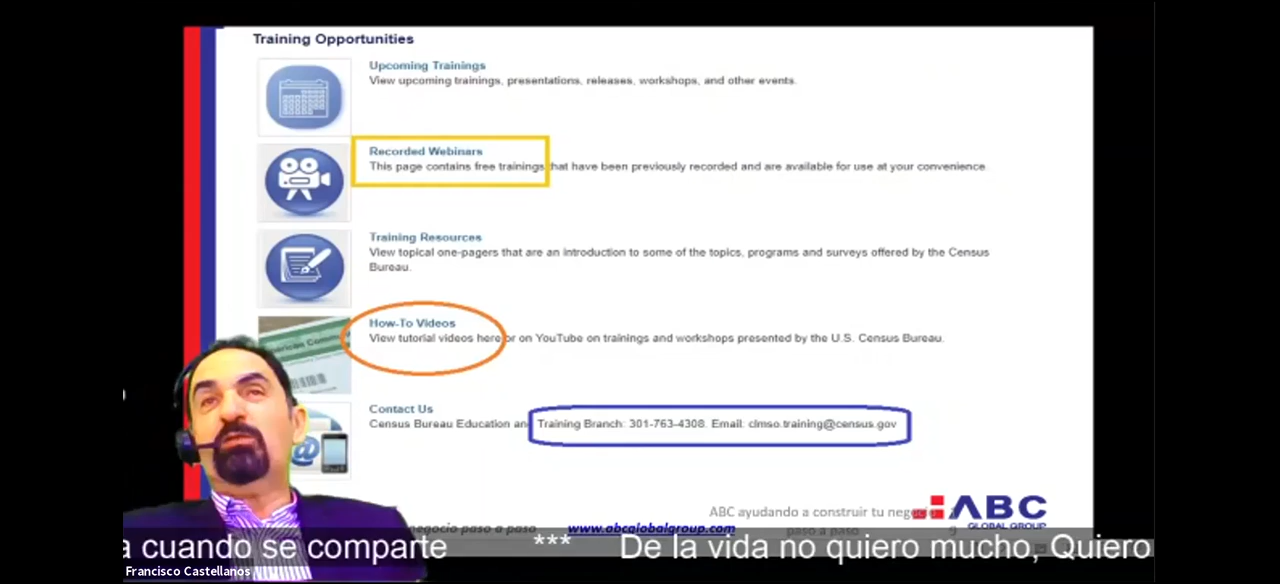 Training Opportunities
Upcoming Trainings
View upcoming trainings, presentations, releases, workshops, and other events.
Recorded Webinars
This page contains free trainings that have been previously recorded and are available for use at your convenience
Training Resources
View topical one-pagers that are an introduction to some of the topics, programs and surveys offered by the Census
Bureau.
How-To Videos
View tutorial videos here or on YouTube on trainings and workshops presented by the U.S. Census Bureau.
Contact Us
Census Bureau Education an Training Branch: 301-763-4308. Email: clmso.training@census.gov
ABC
GLOBAL GROUP
ABC ayudando a construir tu negocio
paso a paso
negocio paso a paso
www.abcglobalgroup.com
9
a cuando se comparte *** De la vida no quiero mucho, Quiero
Francisco Castellanos